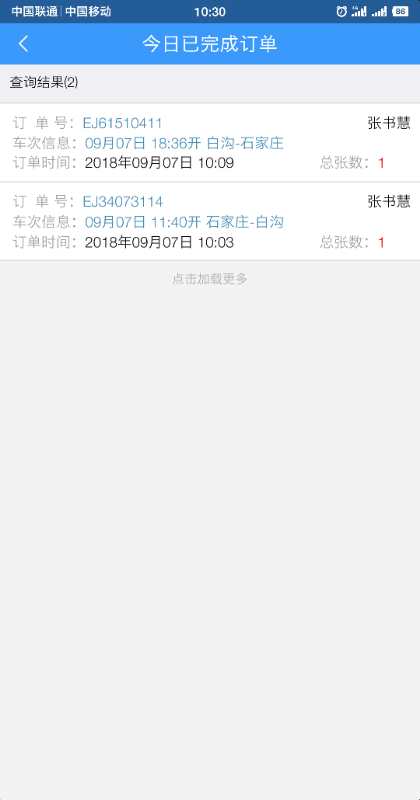 中国联通 中国移动 10:30 4G 86
今日已完成订单
查询结果(2)
订 单 号: EJ61510411 张书慧
车次信息: 09月07日 18:36开 白沟-石家庄
订单时间: 2018年09月07日 10:09 总张数: 1
订 单 号: EJ34073114 张书慧
车次信息: 09月07日 11:40开 石家庄-白沟
订单时间: 2018年09月07日 10:03 总张数: 1
点击加载更多